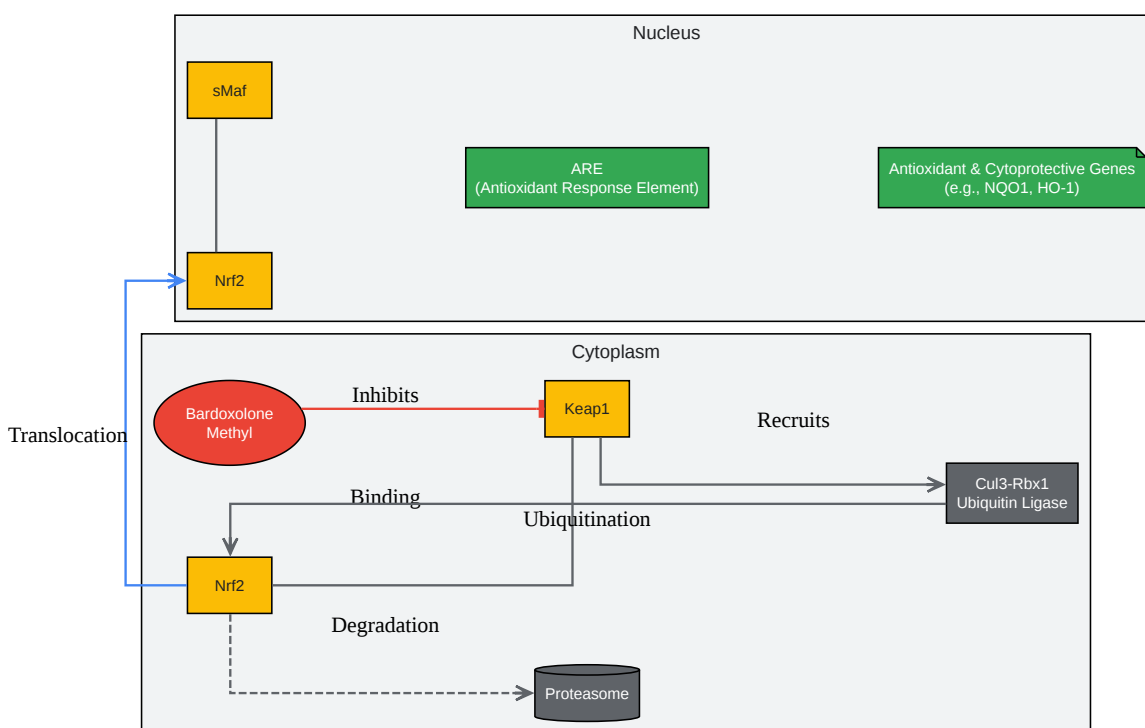 Nucleus
sMaf
ARE
(Antioxidant Response Element)
Antioxidant & Cytoprotective Genes
(e.g., NQO1, HO-1)
Nrf2
Cytoplasm
Inhibits
Keap1
Bardoxolone
Methyl
Recruits
Translocation
Cul3-Rbx1
Ubiquitin Ligase
Binding
Ubiquitination
Nrf2
Degradation
Proteasome